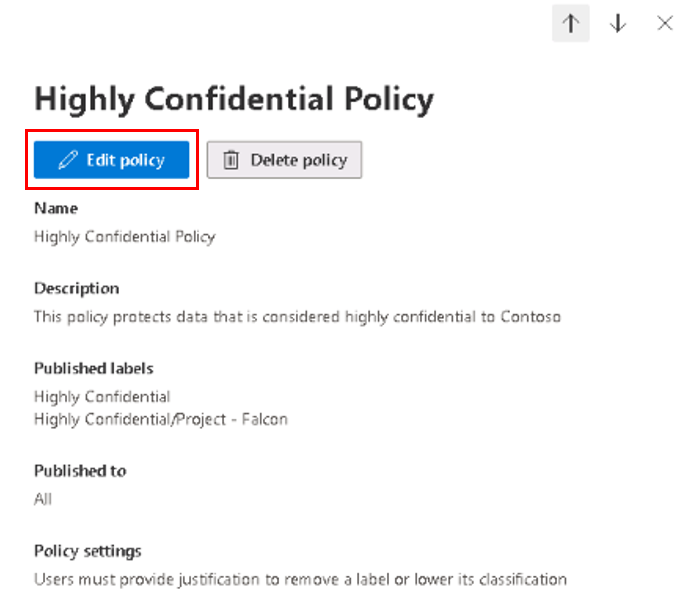 Highly Confidential Policy
Edit policy
Delete policy
Name
Highly Confidential Policy
Description
This policy protects data that is considered highly confidential to Contoso
Published labels
Highly Confidential
Highly Confidential/Project - Falcon
Published to
All
Policy settings
Users must provide justification to remove a label or lower its classification